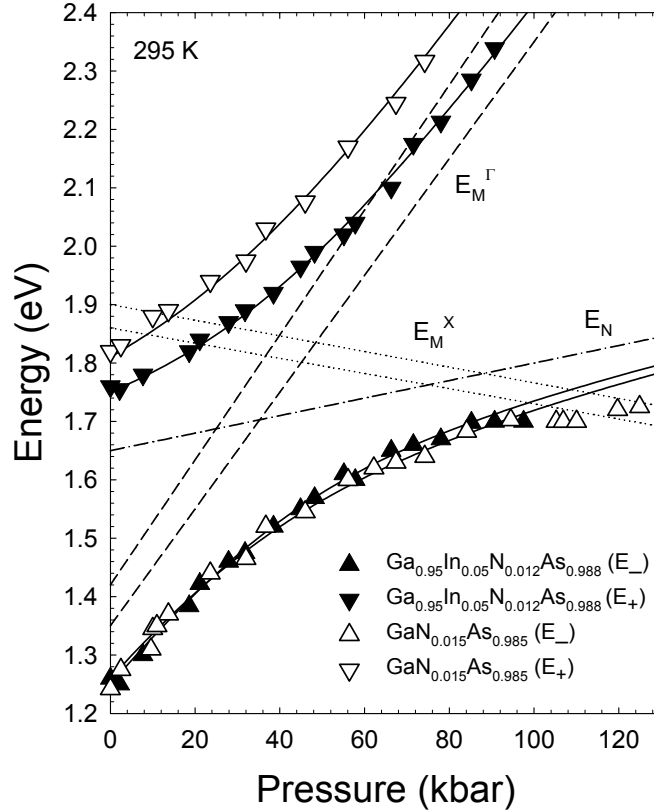 2.4
2.3
2.2
2.1
2.0
1.9
1.8
1.7
1.6
1.5
1.4
1.3
1.2
Energy (eV)
295 K
E_M^Γ
E_M^X
E_N
Ga₀.₉₅In₀.₀₅N₀.₀₁₂As₀.₉₈₈ (E_)
Ga₀.₉₅In₀.₀₅N₀.₀₁₂As₀.₉₈₈ (E₊)
GaN₀.₀₁₅As₀.₉₈₅ (E_)
GaN₀.₀₁₅As₀.₉₈₅ (E₊)
0 20 40 60 80 100 120
Pressure (kbar)